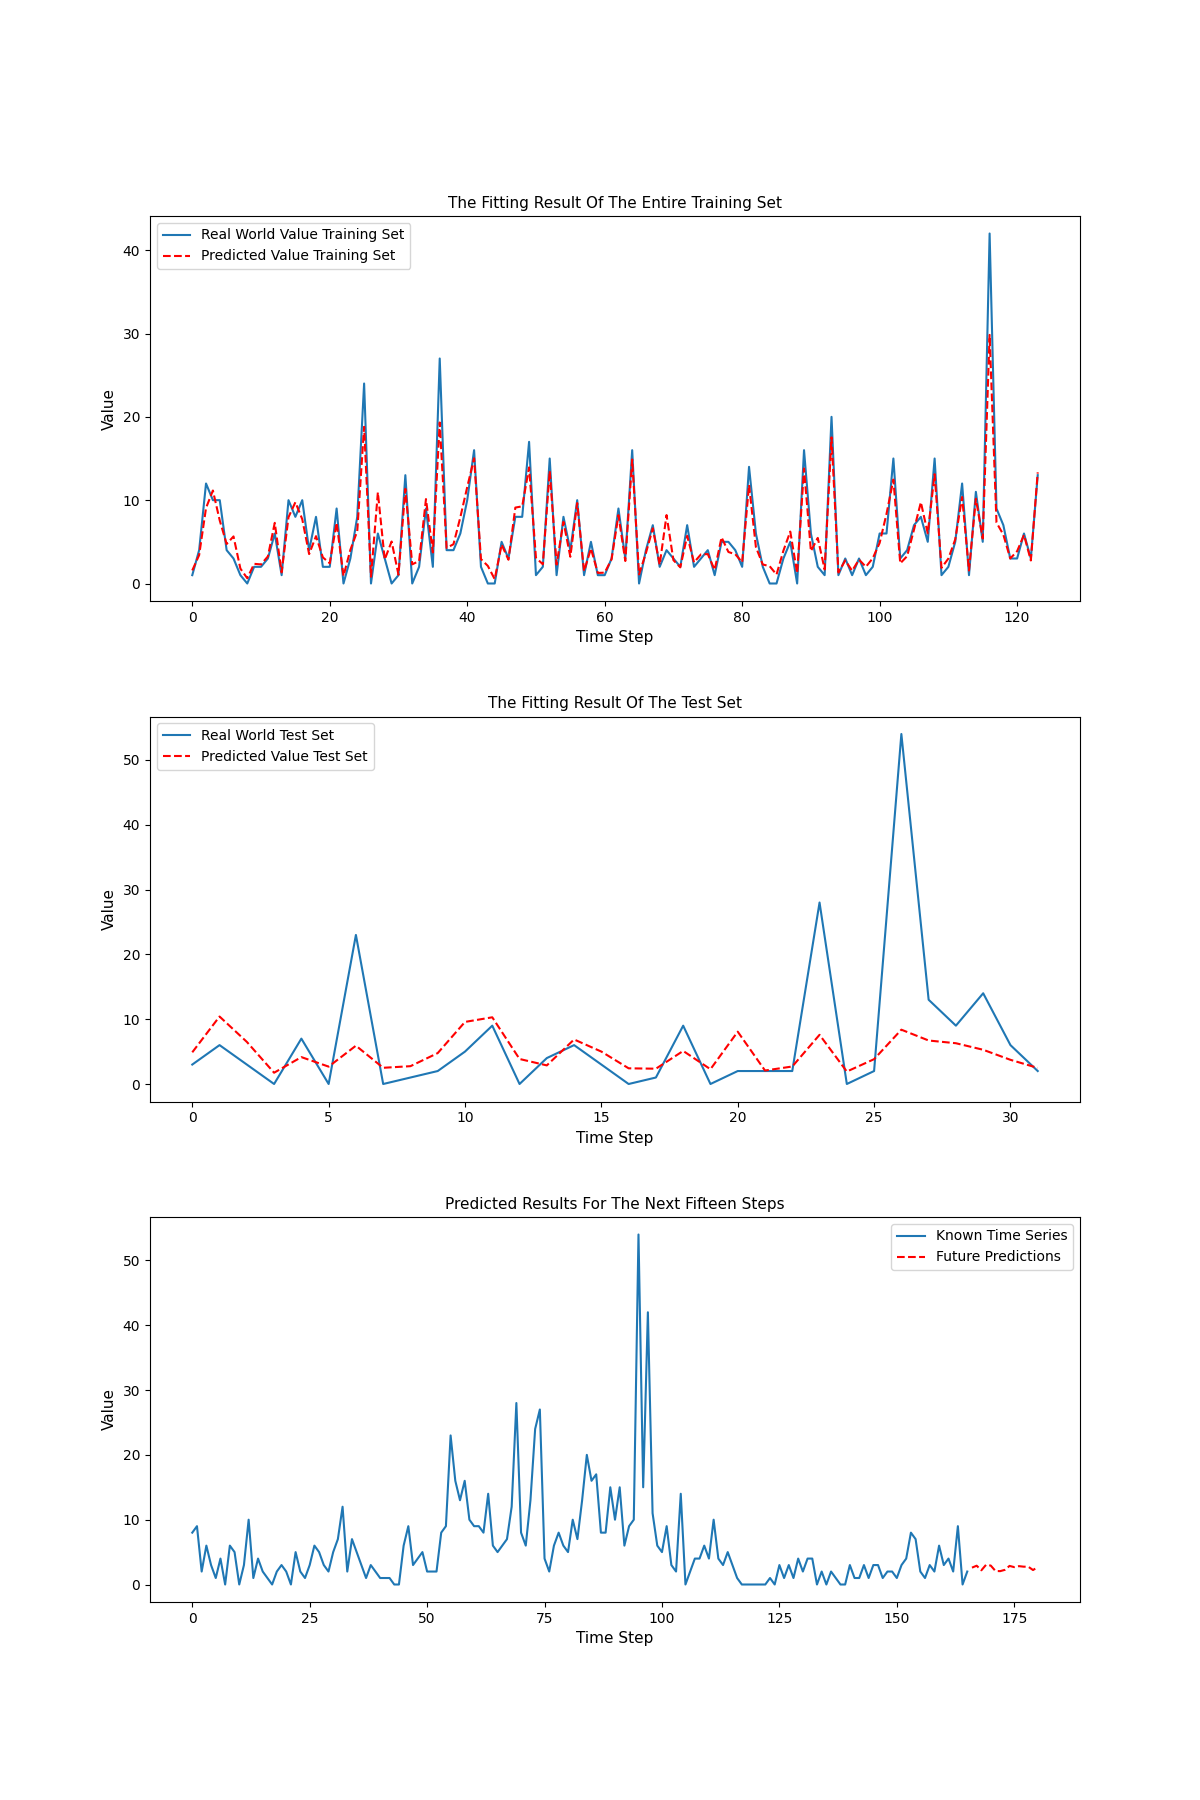 The Fitting Result Of The Entire Training Set
Real World Value Training Set
Predicted Value Training Set
Value
40
30
20
10
0
0 20 40 60 80 100 120
Time Step
The Fitting Result Of The Test Set
Real World Test Set
Predicted Value Test Set
Value
50
40
30
20
10
0
0 5 10 15 20 25 30
Time Step
Predicted Results For The Next Fifteen Steps
Known Time Series
Future Predictions
Value
50
40
30
20
10
0
0 25 50 75 100 125 150 175
Time Step